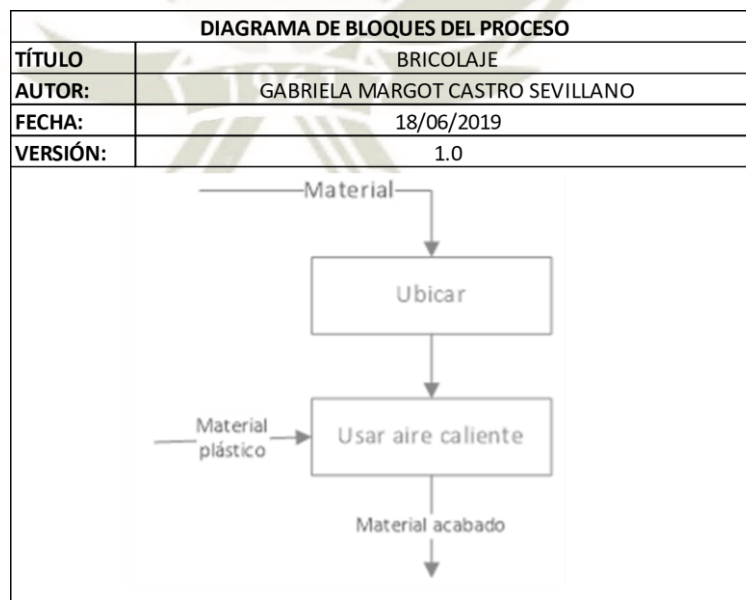 DIAGRAMA DE BLOQUES DEL PROCESO
TÍTULO BRICOLAJE
AUTOR: GABRIELA MARGOT CASTRO SEVILLANO
FECHA: 18/06/2019
VERSIÓN: 1.0
1961
Material
Ubicar
Material
plástico
Usar aire caliente
Material acabado